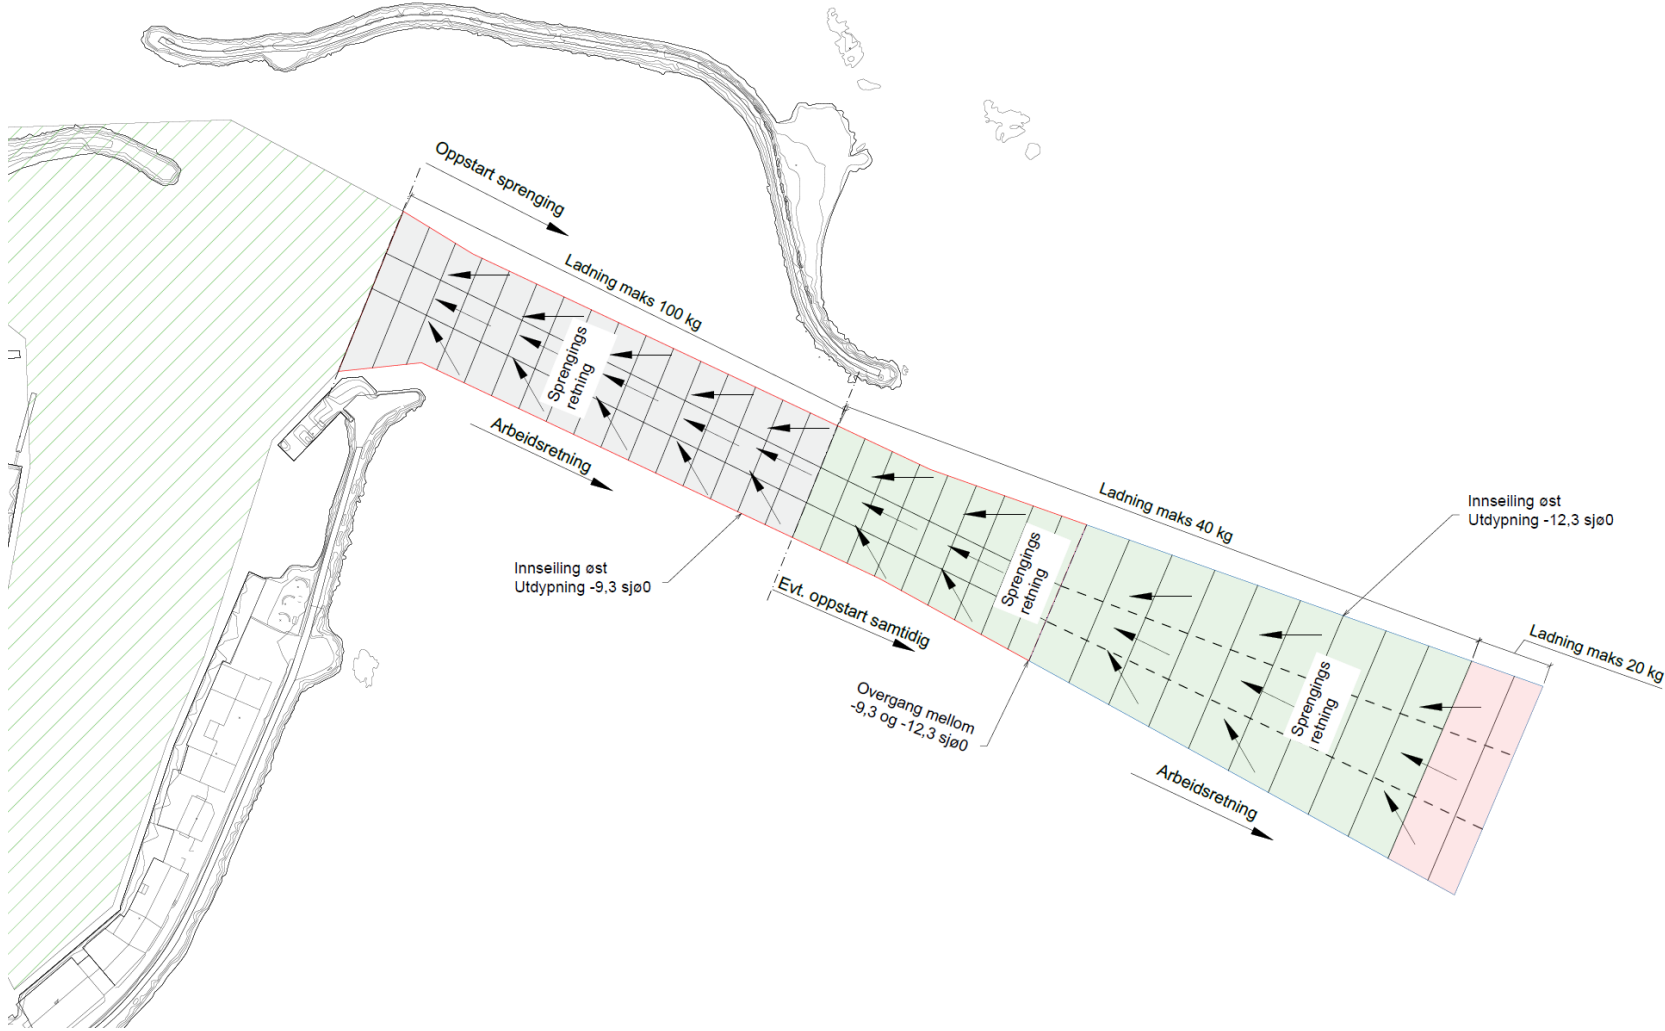 Oppstart sprenging
Ladning maks 100 kg
Sprengings
retning
Arbeidsretning
Innseiling øst
Utdypning -9,3 sjø0
Ladning maks 40 kg
Innseiling øst
Utdypning -12,3 sjø0
Sprengings
retning
Evt. oppstart samtidig
Ladning maks 20 kg
Overgang mellom
-9,3 og -12,3 sjø0
Sprengings
retning
Arbeidsretning